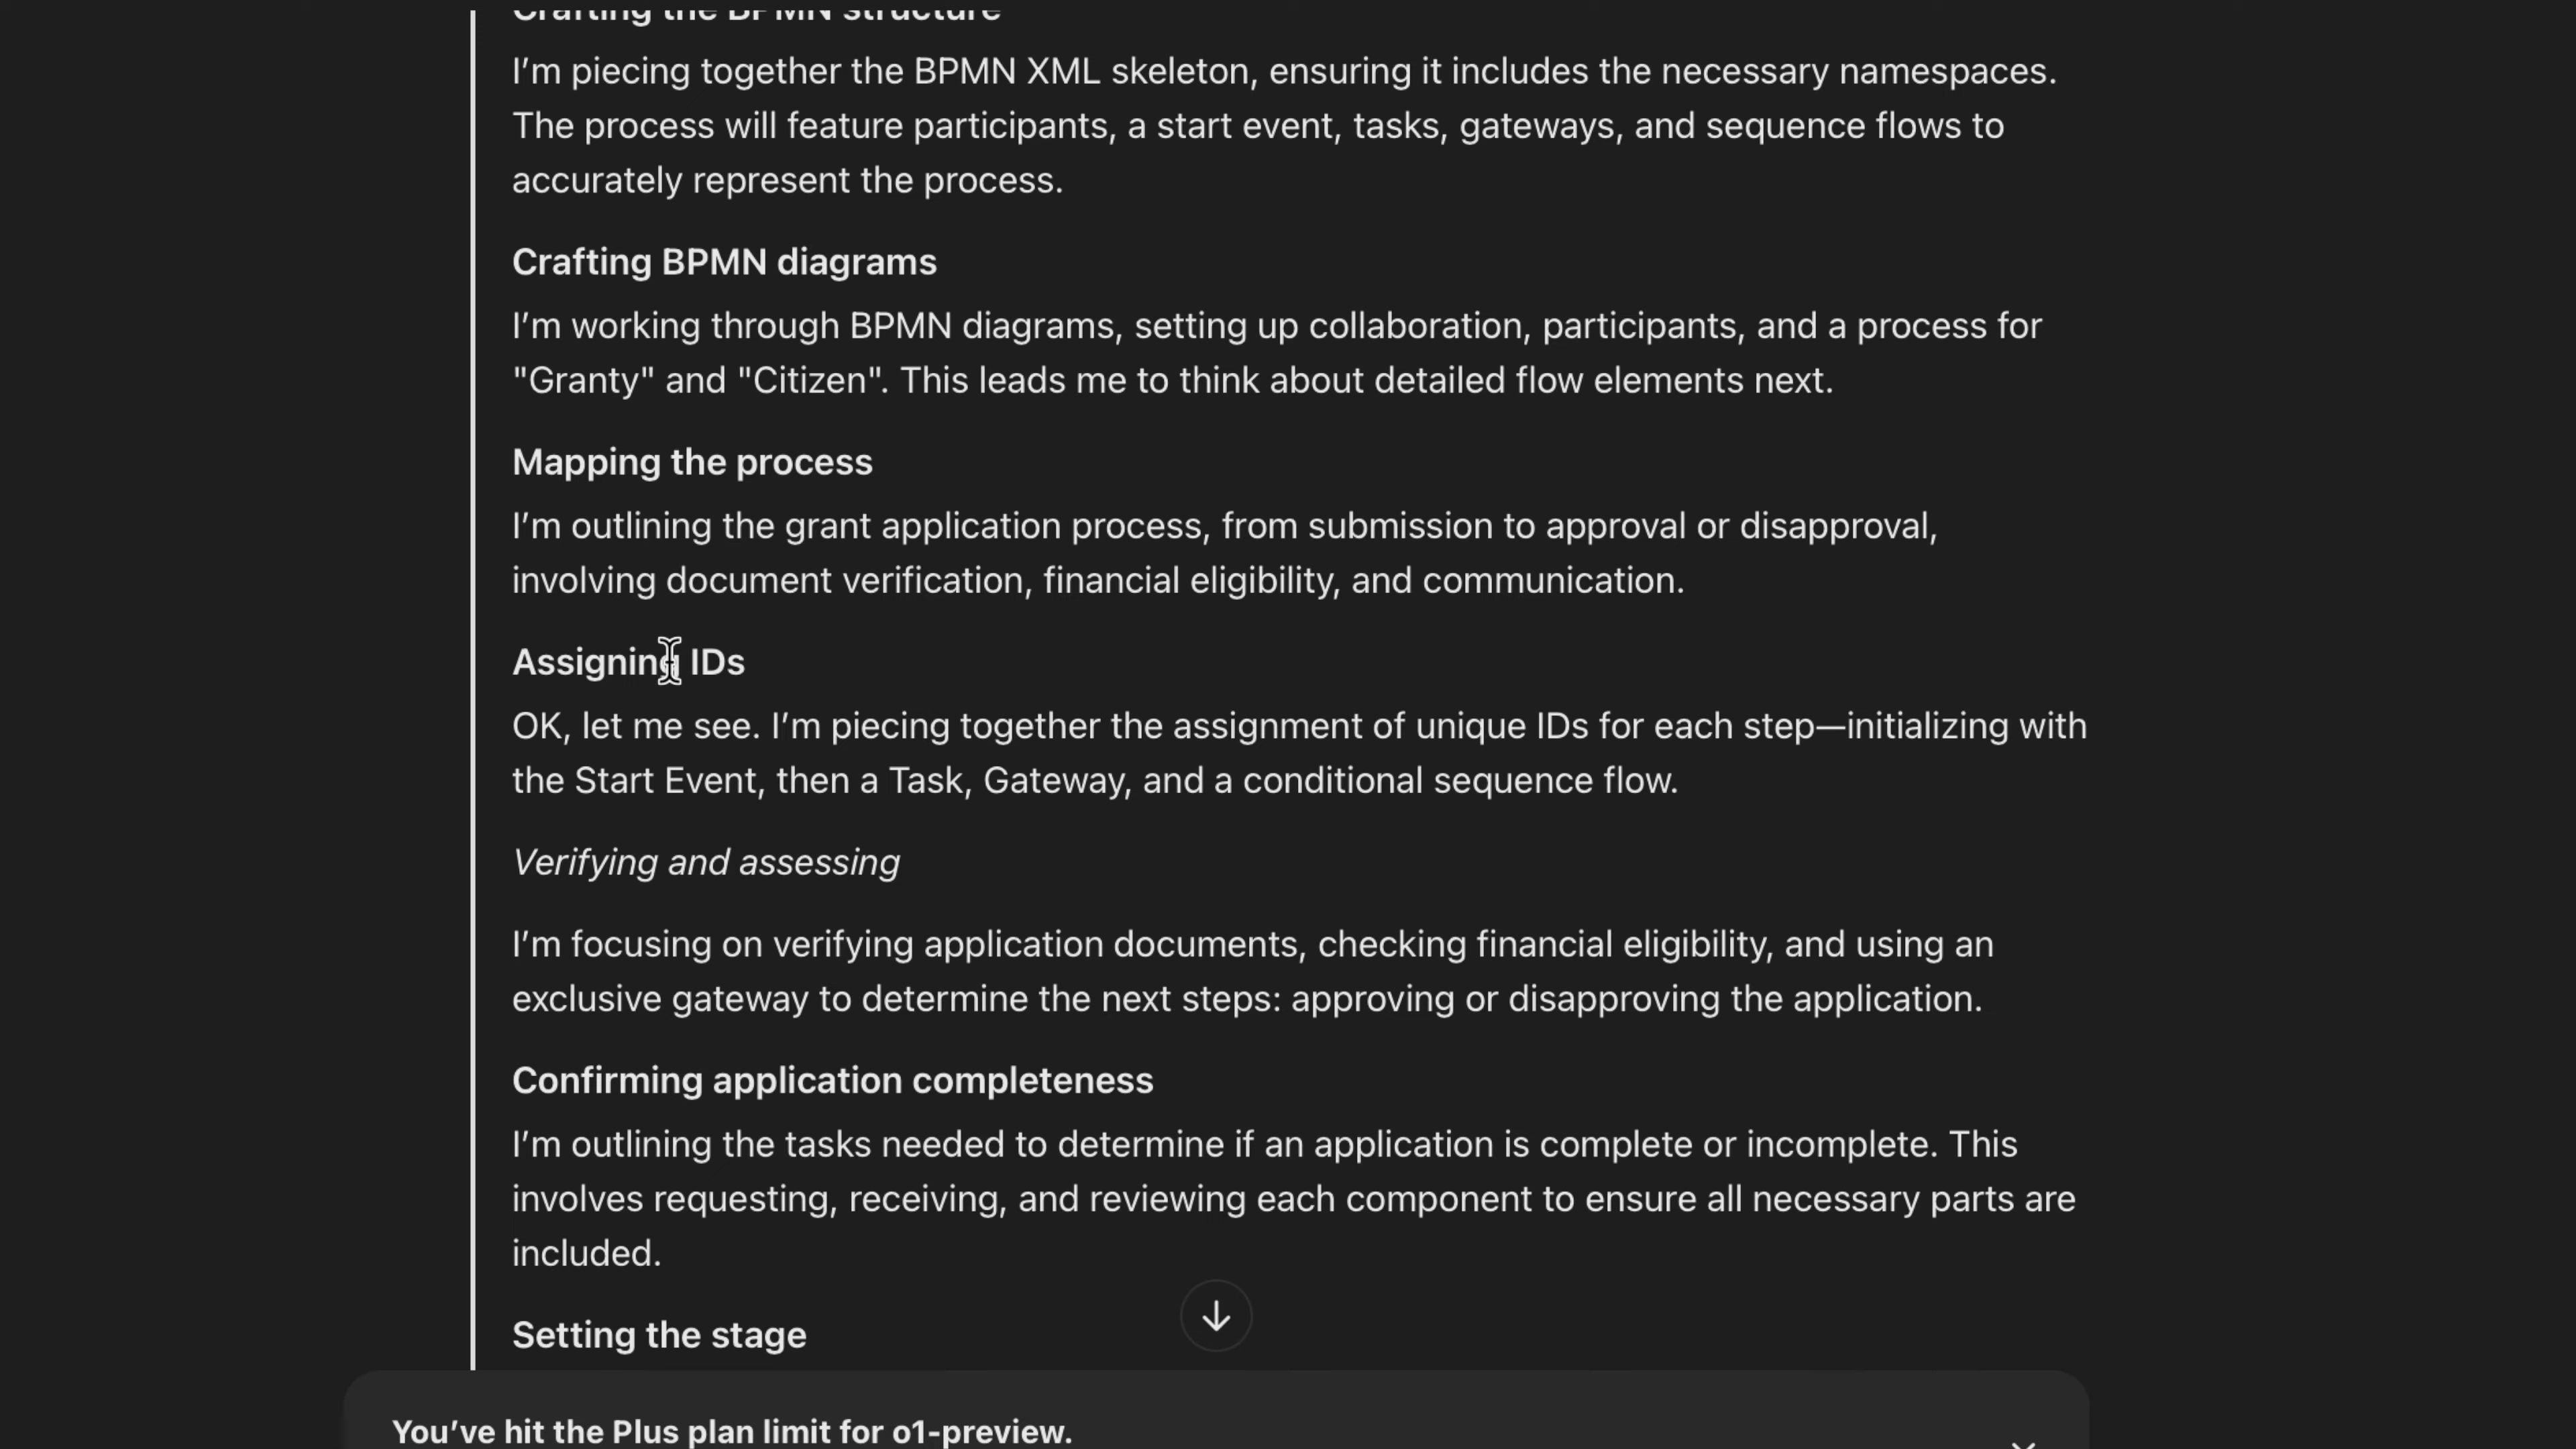 Crafting the BPMN structure
I'm piecing together the BPMN XML skeleton, ensuring it includes the necessary namespaces.
The process will feature participants, a start event, tasks, gateways, and sequence flows to
accurately represent the process.
Crafting BPMN diagrams
I'm working through BPMN diagrams, setting up collaboration, participants, and a process for
"Granty" and "Citizen". This leads me to think about detailed flow elements next.
Mapping the process
I'm outlining the grant application process, from submission to approval or disapproval,
involving document verification, financial eligibility, and communication.
Assigning IDs
OK, let me see. I'm piecing together the assignment of unique IDs for each step—initializing with
the Start Event, then a Task, Gateway, and a conditional sequence flow.
Verifying and assessing
I'm focusing on verifying application documents, checking financial eligibility, and using an
exclusive gateway to determine the next steps: approving or disapproving the application.
Confirming application completeness
I'm outlining the tasks needed to determine if an application is complete or incomplete. This
involves requesting, receiving, and reviewing each component to ensure all necessary parts are
included.
Setting the stage
You've hit the Plus plan limit for o1-preview.